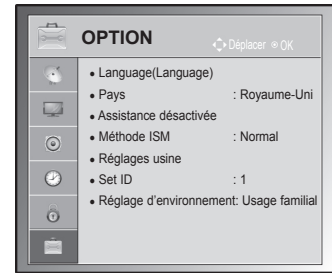 OPTION
Déplacer OK
• Language(Language)
• Pays : Royaume-Uni
• Assistance désactivée
• Méthode ISM : Normal
• Réglages usine
• Set ID : 1
• Réglage d'environnement: Usage familial